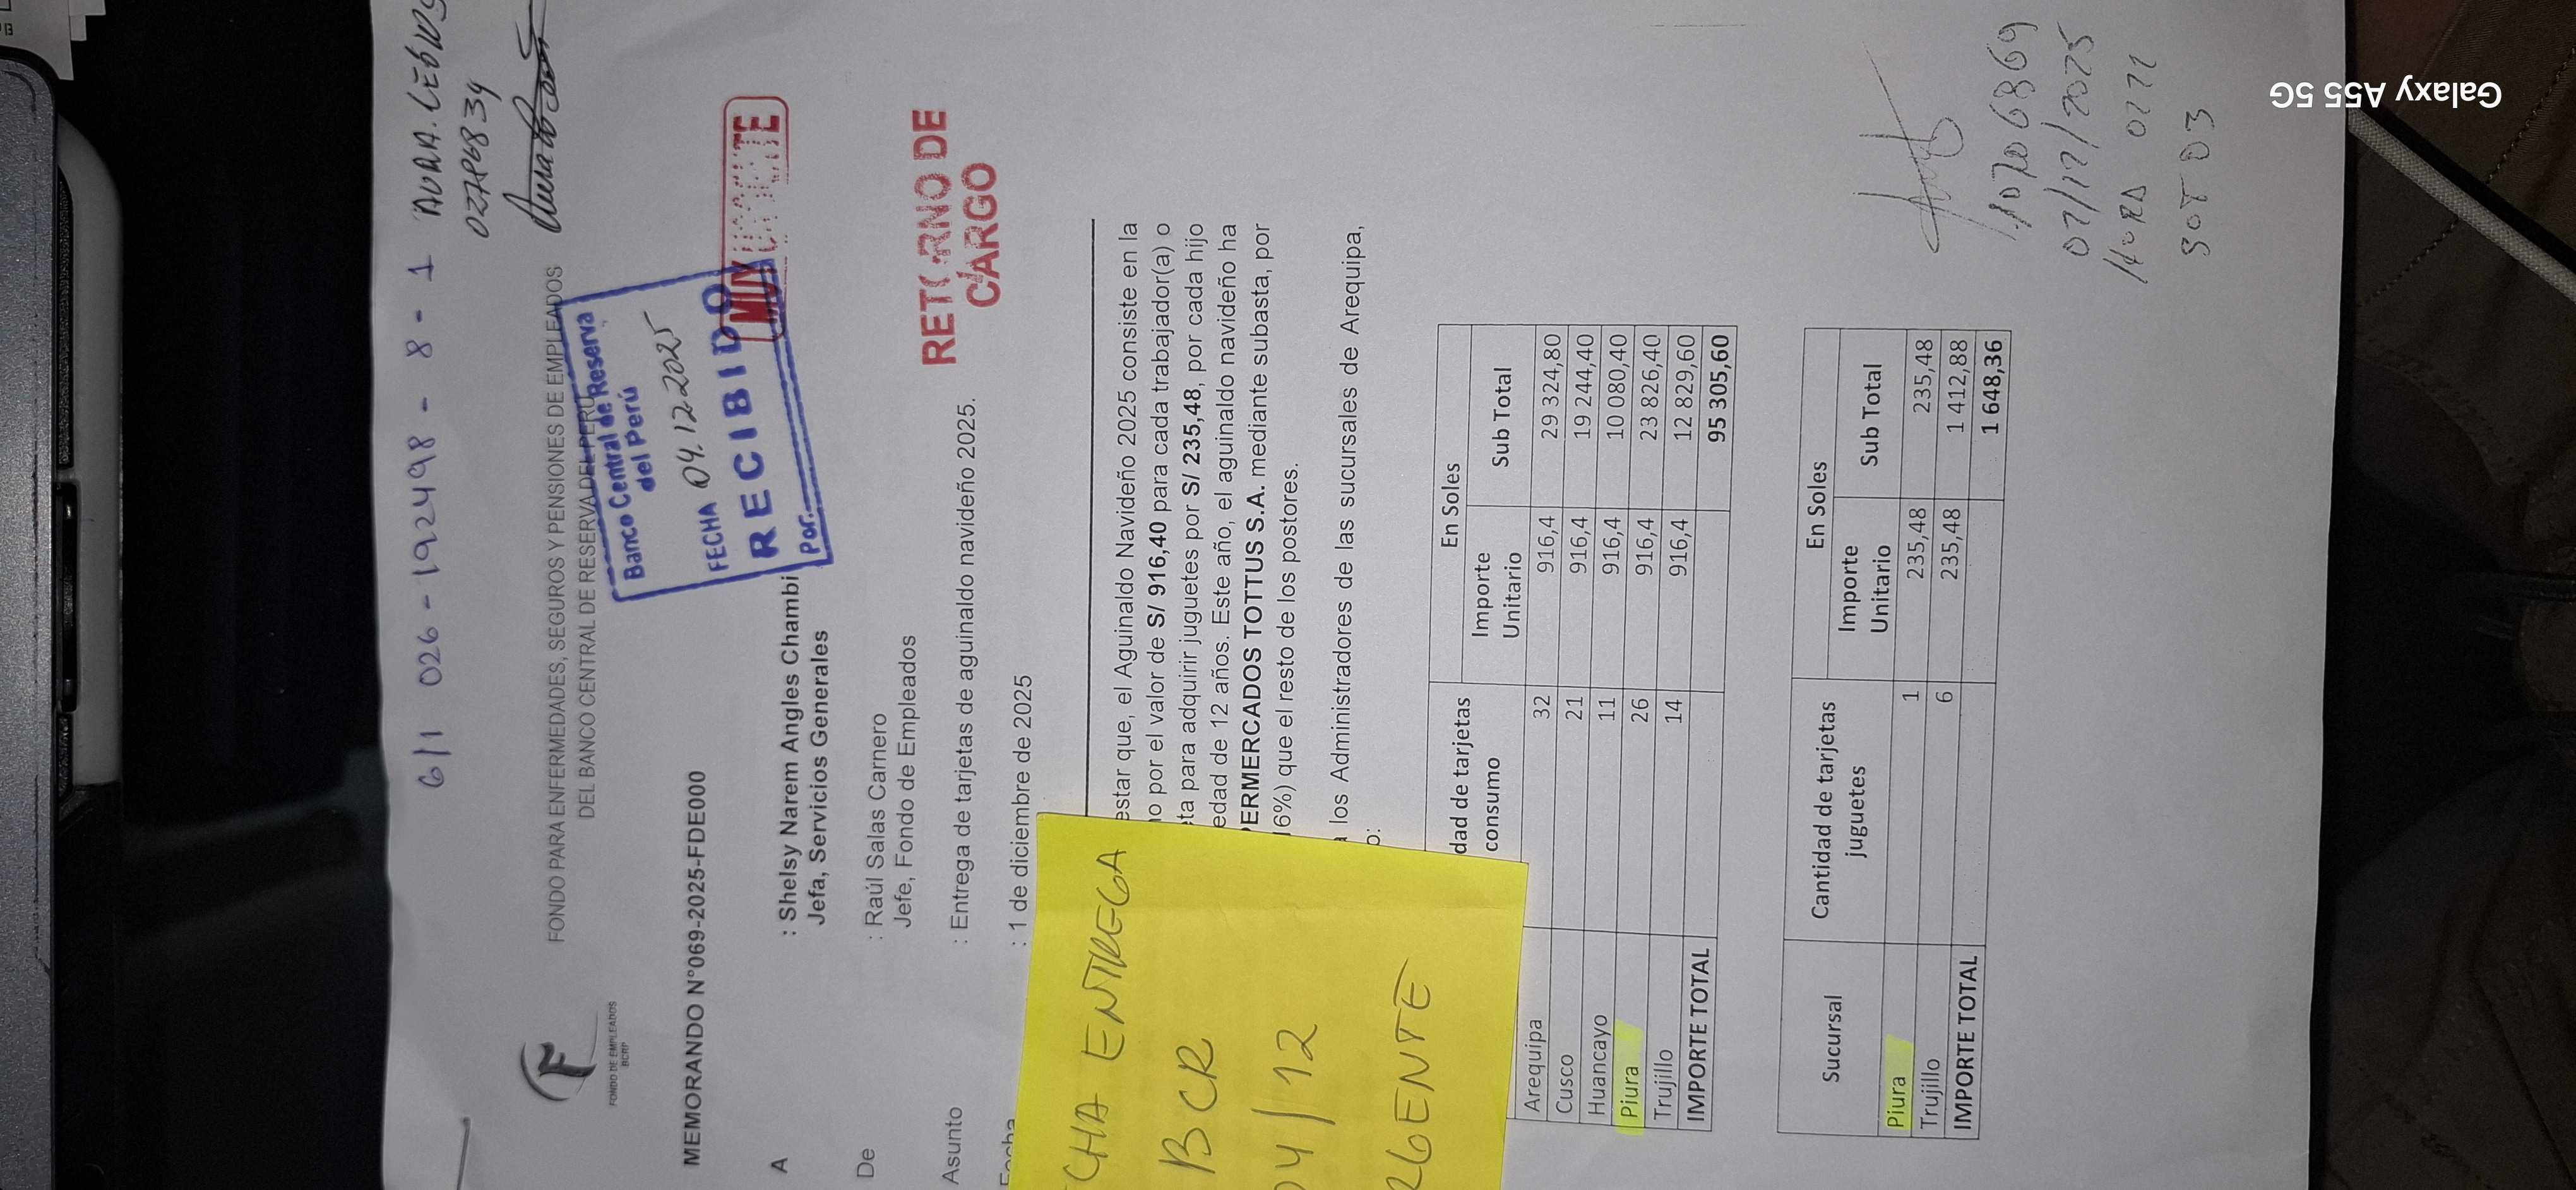 6/1 026-192498-8-1
FONDO PARA ENFERMEDADES, SEGUROS Y PENSIONES DE EMPLEADOS
DEL BANCO CENTRAL DE RESERVA DEL PERÚ
FONDO DE EMPLEADOS
BCRP
Banco Central de Reserva
del Perú
FECHA 04.12.2025
RECIBIDO
Por:
MUY
MEMORANDO N°069-2025-FDE000
A : Shelsy Narem Angles Chambi
Jefa, Servicios Generales
De : Raúl Salas Carnero
Jefe, Fondo de Empleados
RETORNO DE
CARGO
Asunto : Entrega de tarjetas de aguinaldo navideño 2025.
Fecha : 1 de diciembre de 2025
CHA ENTREGA
BCR
04/12
RGENTE
estar que, el Aguinaldo Navideño 2025 consiste en la
o por el valor de S/ 916,40 para cada trabajador(a) o
ta para adquirir juguetes por S/ 235,48, por cada hijo
edad de 12 años. Este año, el aguinaldo navideño ha
PERMERCADOS TOTTUS S.A. mediante subasta, por
6%) que el resto de los postores.
los Administradores de las sucursales de Arequipa,
o:
dad de tarjetas consumo En Soles
Importe Unitario Sub Total
Arequipa 32 916,4 29 324,80
Cusco 21 916,4 19 244,40
Huancayo 11 916,4 10 080,40
Piura 26 916,4 23 826,40
Trujillo 14 916,4 12 829,60
IMPORTE TOTAL 95 305,60
Sucursal Cantidad de tarjetas juguetes En Soles
Importe Unitario Sub Total
Piura 1 235,48 235,48
Trujillo 6 235,48 1 412,88
IMPORTE TOTAL 1 648,36
Galaxy A55 5G